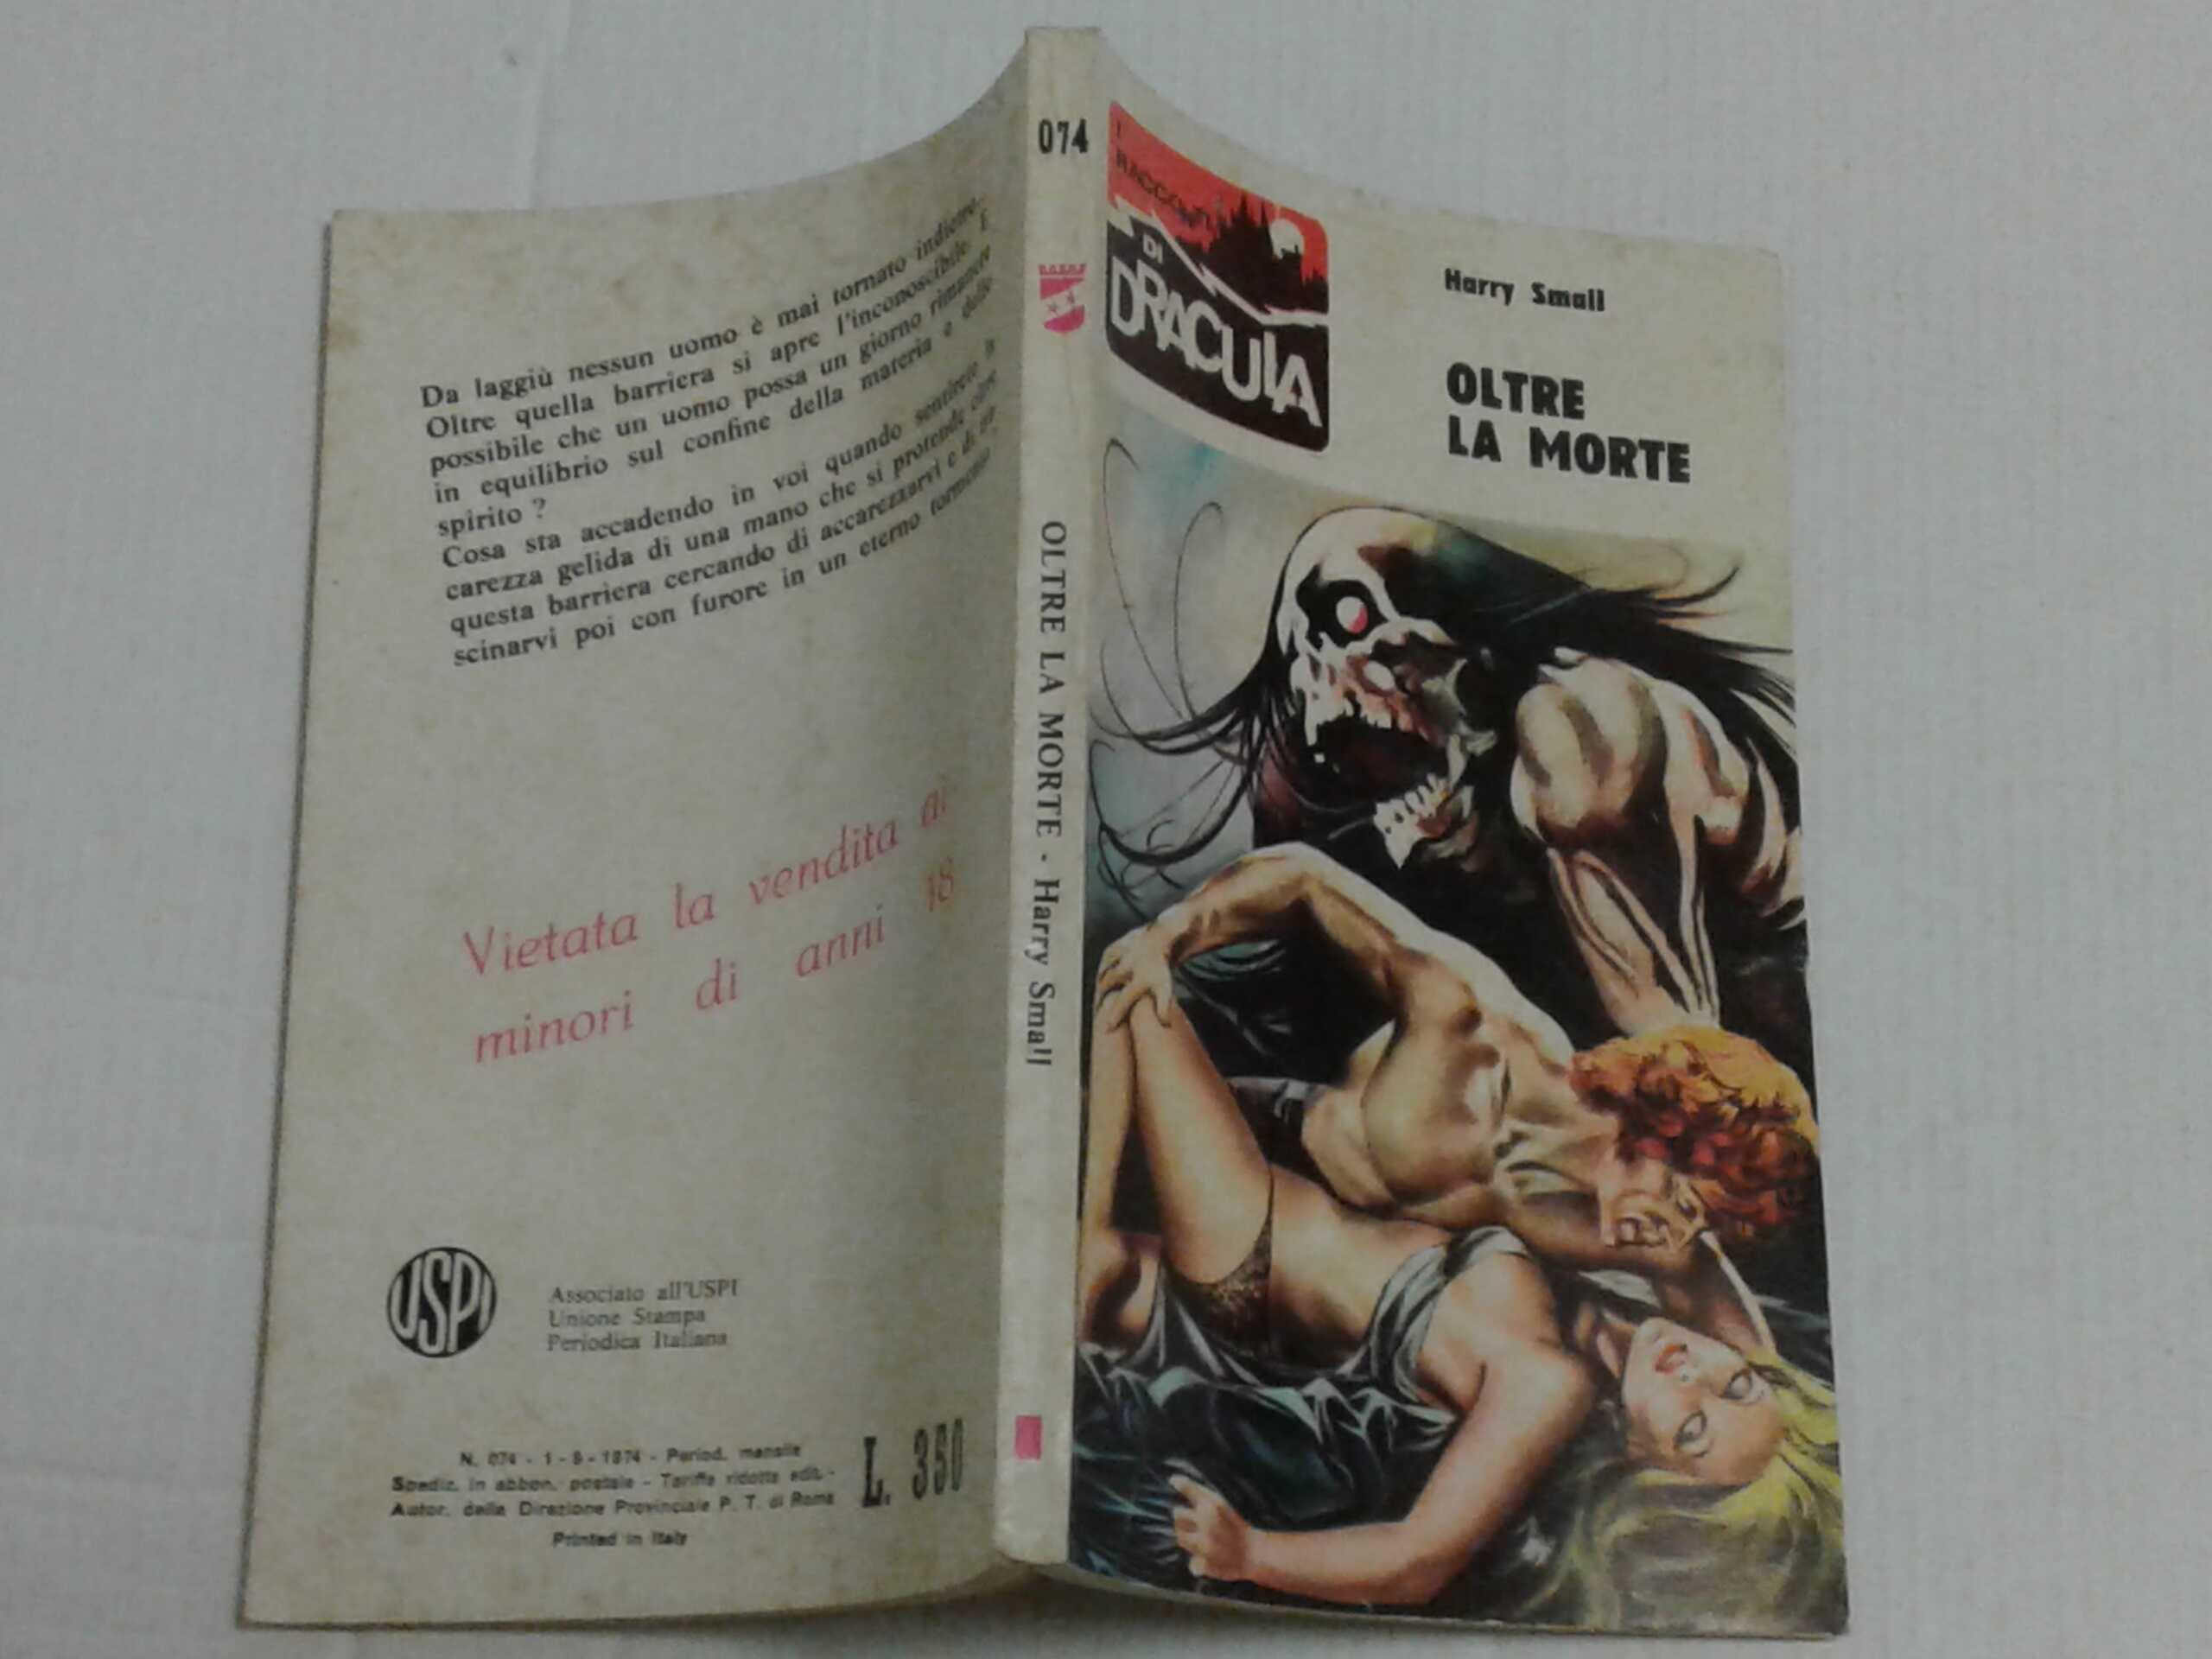 Da laggiù nessun uomo è mai tornato indietro..
Oltre quella barriera si apre l'inconoscibile. È
possibile che un uomo possa un giorno rimanere
in equilibrio sul confine della materia e dello
spirito ?
Cosa sta accadendo in voi quando sentirete la
carezza gelida di una mano che si protende oltre
questa barriera cercando di accarezzarvi e di tra-
scinarvi poi con furore in un eterno tormento
Vietata la vendita ai
minori di anni 18
USPI
Associato all'USPI
Unione Stampa
Periodica Italiana
N. 074 - 1 - 9 - 1974 - Period. mensile
Spediz. in abbon. postale - Tariffa ridotta edit. -
Autor. della Direzione Provinciale P. T. di Roma
Printed in Italy
L. 350
074
OLTRE LA MORTE - Harry Small
I
RACCONTI
DI
DRACULA
Harry Small
OLTRE
LA MORTE